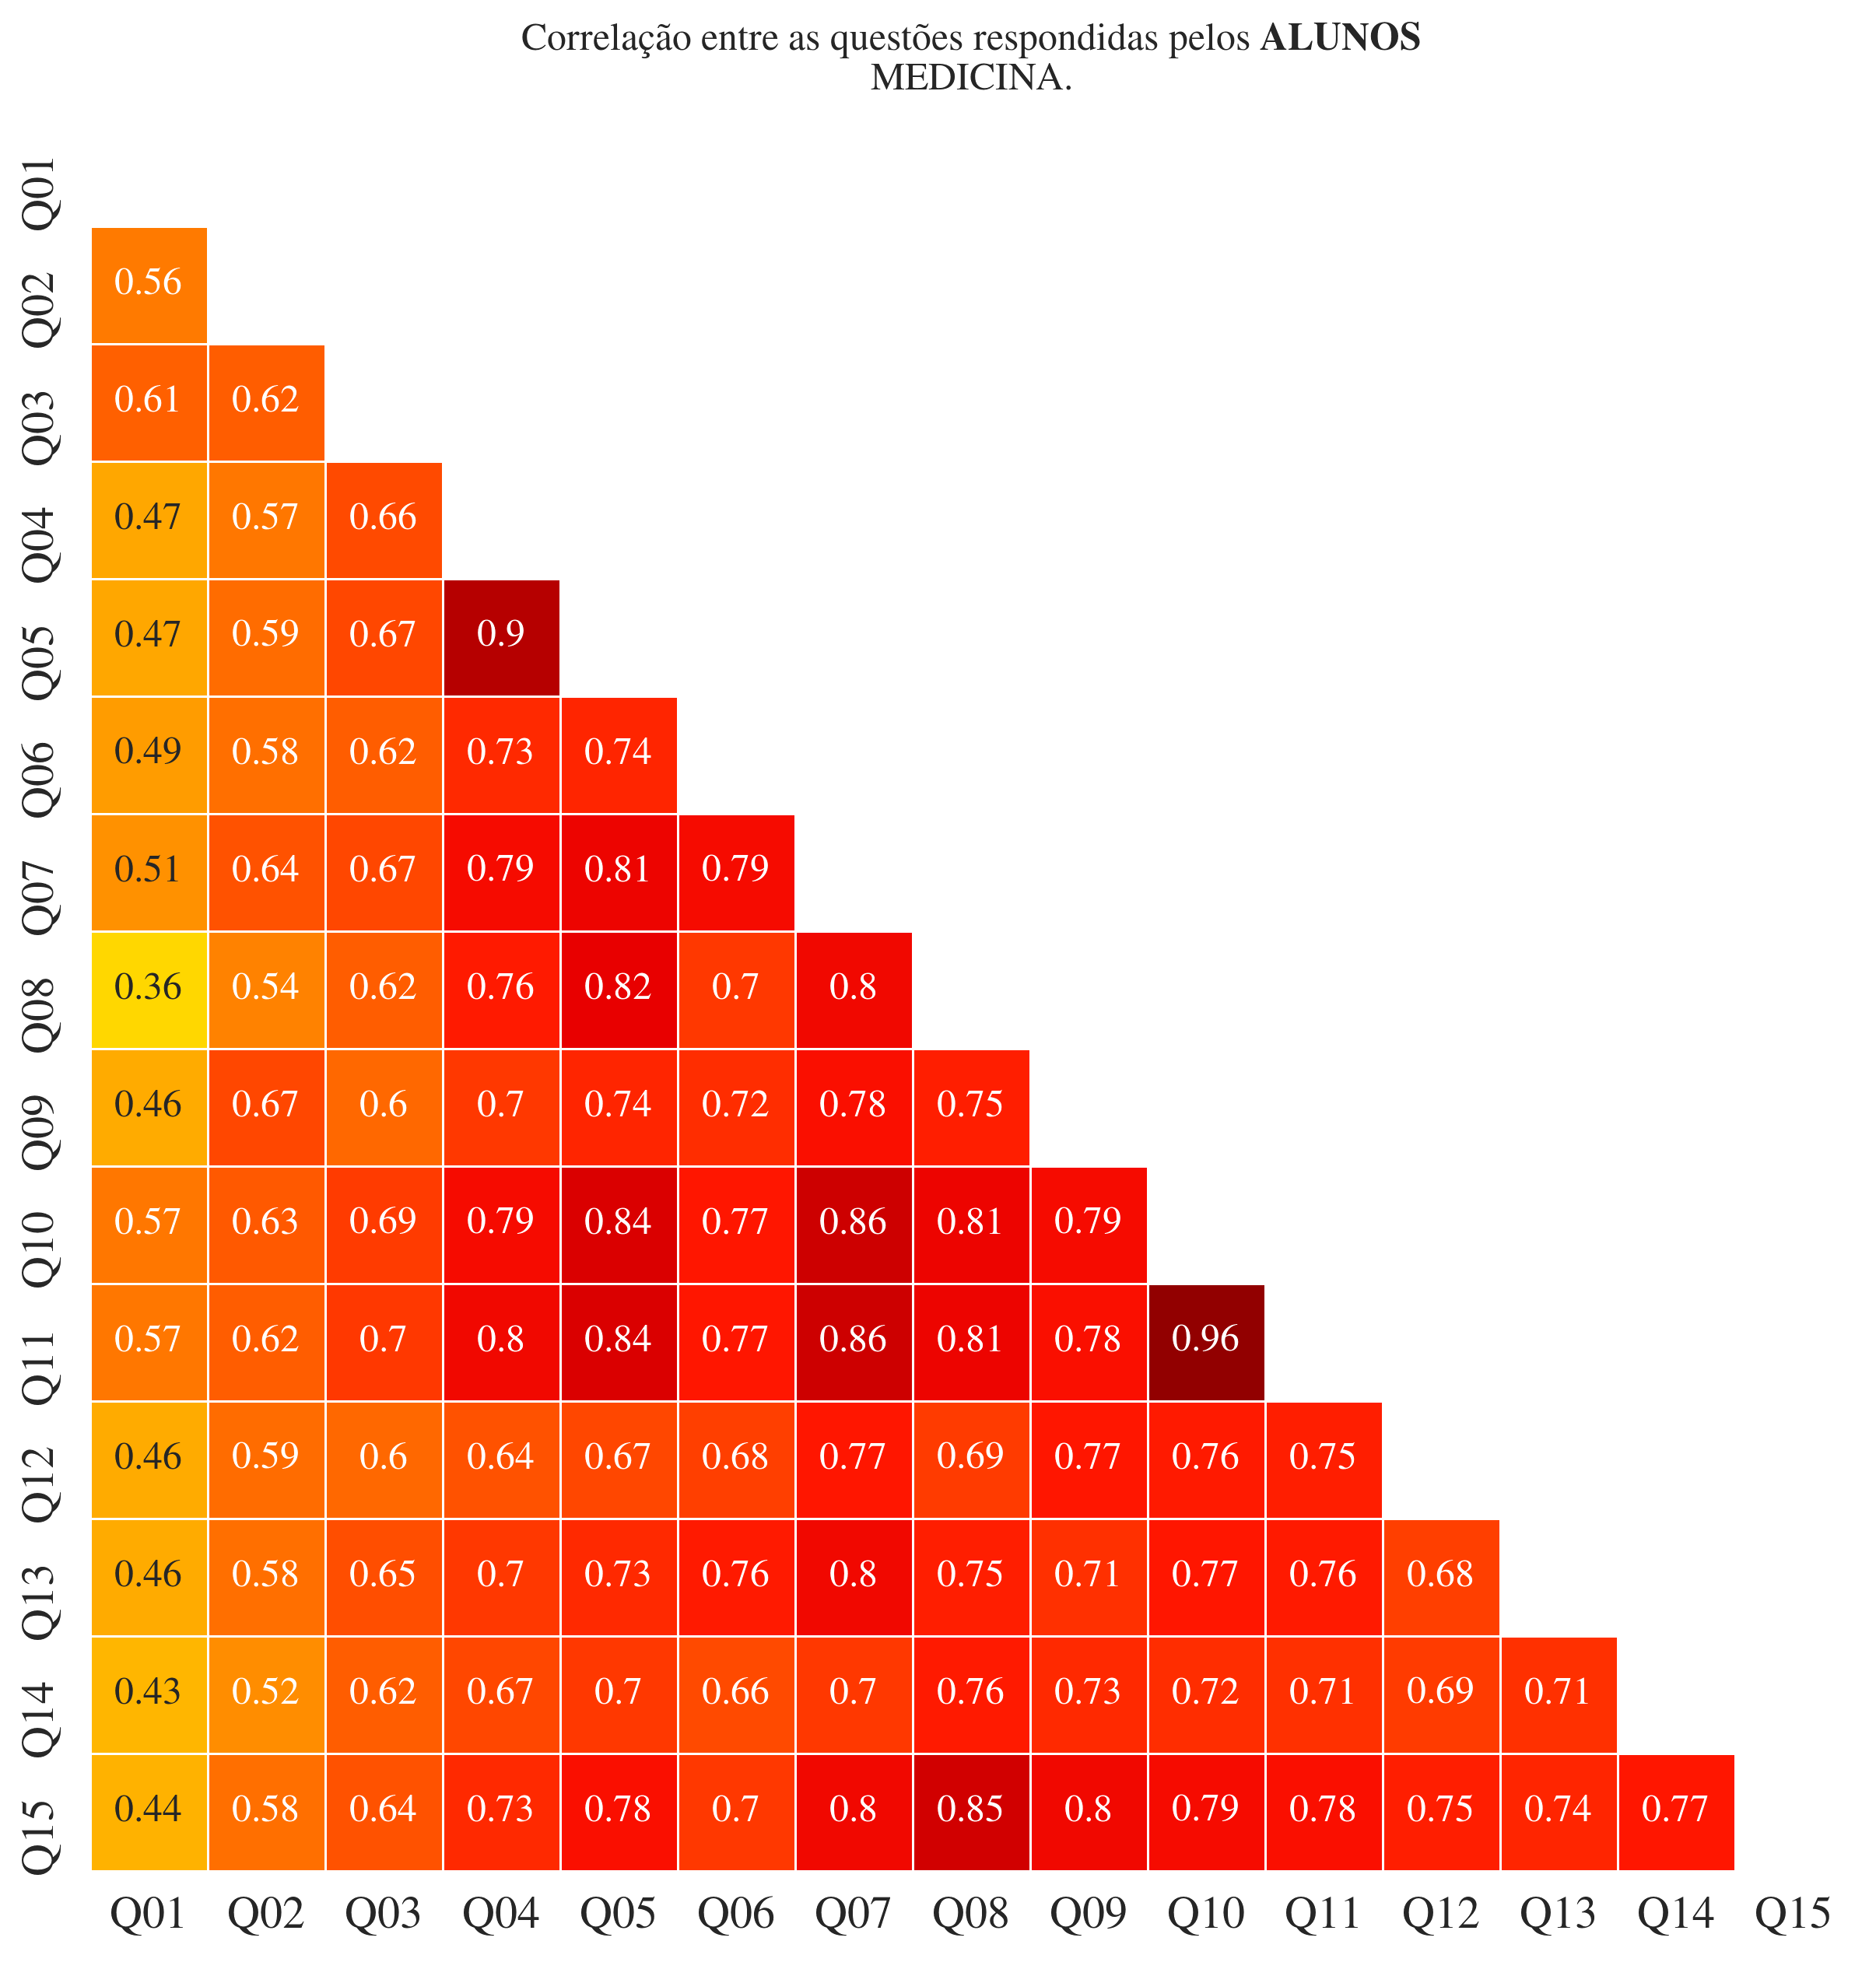 Correlação entre as questões respondidas pelos ALUNOS
MEDICINA.
Q01
Q02 0.56
Q03 0.61 0.62
Q04 0.47 0.57 0.66
Q05 0.47 0.59 0.67 0.9
Q06 0.49 0.58 0.62 0.73 0.74
Q07 0.51 0.64 0.67 0.79 0.81 0.79
Q08 0.36 0.54 0.62 0.76 0.82 0.7 0.8
Q09 0.46 0.67 0.6 0.7 0.74 0.72 0.78 0.75
Q10 0.57 0.63 0.69 0.79 0.84 0.77 0.86 0.81 0.79
Q11 0.57 0.62 0.7 0.8 0.84 0.77 0.86 0.81 0.78 0.96
Q12 0.46 0.59 0.6 0.64 0.67 0.68 0.77 0.69 0.77 0.76 0.75
Q13 0.46 0.58 0.65 0.7 0.73 0.76 0.8 0.75 0.71 0.77 0.76 0.68
Q14 0.43 0.52 0.62 0.67 0.7 0.66 0.7 0.76 0.73 0.72 0.71 0.69 0.71
Q15 0.44 0.58 0.64 0.73 0.78 0.7 0.8 0.85 0.8 0.79 0.78 0.75 0.74 0.77
Q01 Q02 Q03 Q04 Q05 Q06 Q07 Q08 Q09 Q10 Q11 Q12 Q13 Q14 Q15